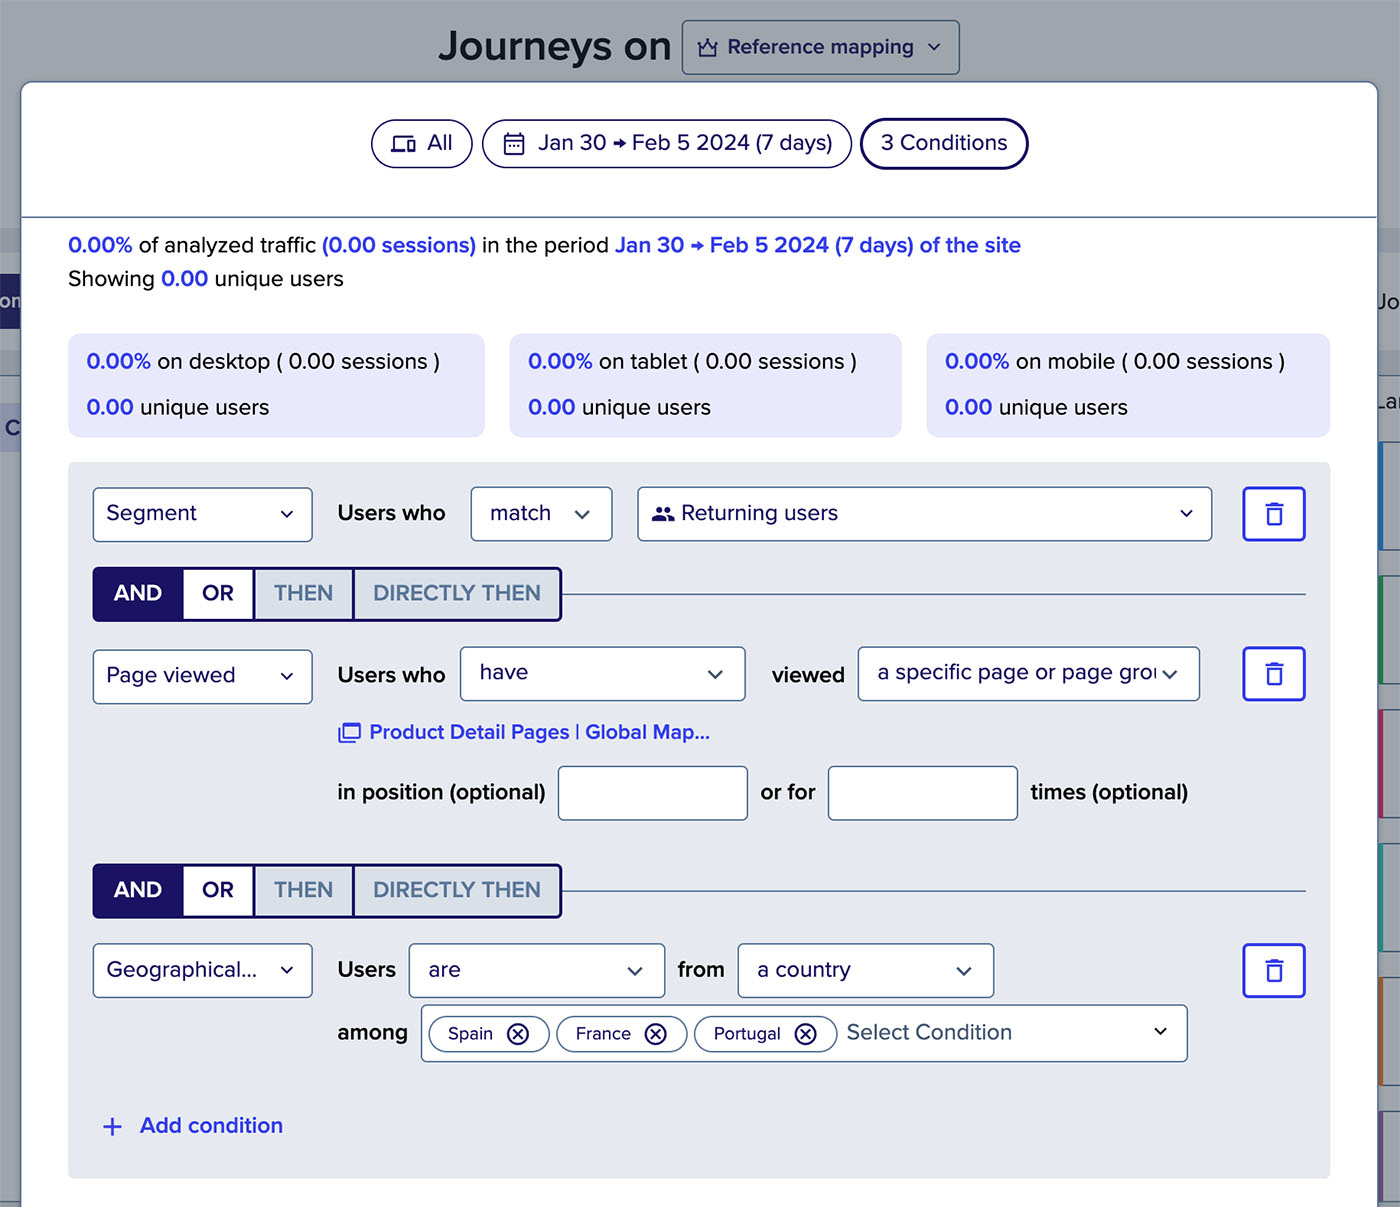 Journeys on Reference mapping
All Jan 30 → Feb 5 2024 (7 days) 3 Conditions
0.00% of analyzed traffic (0.00 sessions) in the period Jan 30 → Feb 5 2024 (7 days) of the site
Showing 0.00 unique users
0.00% on desktop ( 0.00 sessions )
0.00 unique users
0.00% on tablet ( 0.00 sessions )
0.00 unique users
0.00% on mobile ( 0.00 sessions )
0.00 unique users
Segment Users who match Returning users
AND OR THEN DIRECTLY THEN
Page viewed Users who have viewed a specific page or page grou
Product Detail Pages | Global Map...
in position (optional) or for times (optional)
AND OR THEN DIRECTLY THEN
Geographical... Users are from a country
among Spain France Portugal Select Condition
+ Add condition